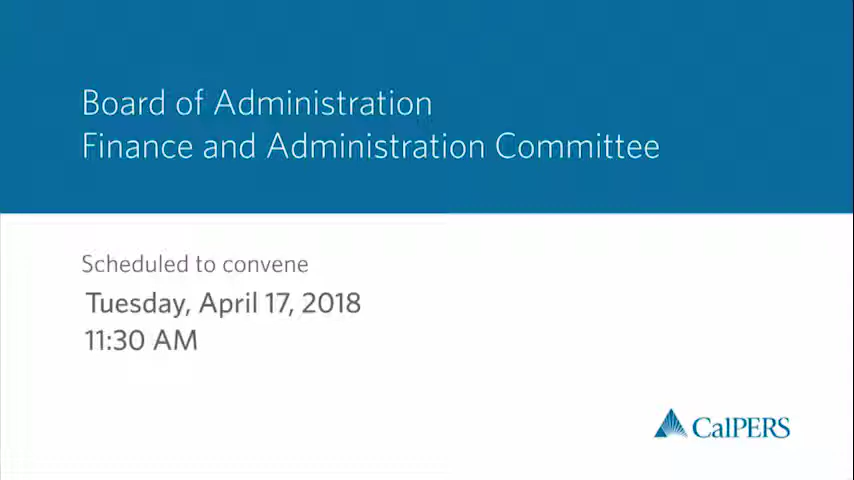 Board of Administration
Finance and Administration Committee
Scheduled to convene
Tuesday, April 17, 2018
11:30 AM
CalPERS